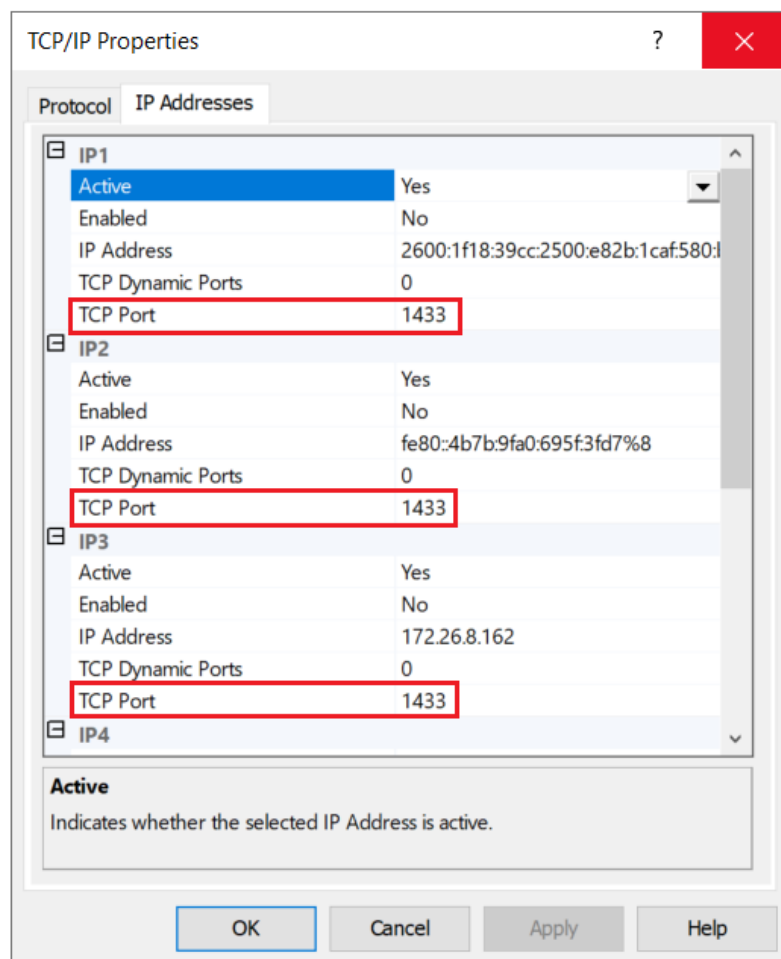 TCP/IP Properties ?
Protocol IP Addresses
IP1
Active Yes
Enabled No
IP Address 2600:1f18:39cc:2500:e82b:1caf:580:
TCP Dynamic Ports 0
TCP Port 1433
IP2
Active Yes
Enabled No
IP Address fe80::4b7b:9fa0:695f:3fd7%8
TCP Dynamic Ports 0
TCP Port 1433
IP3
Active Yes
Enabled No
IP Address 172.26.8.162
TCP Dynamic Ports 0
TCP Port 1433
IP4
Active
Indicates whether the selected IP Address is active.
OK Cancel Apply Help